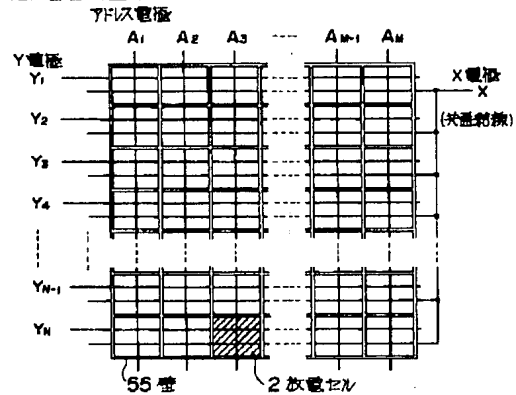 アドレス電極
A1 A2 A3 AM-1 AM
Y電極
X電極
Y1
X
Y2
(共通結線)
Y3
Y4
YN-1
YN
55 壁
2 放電セル